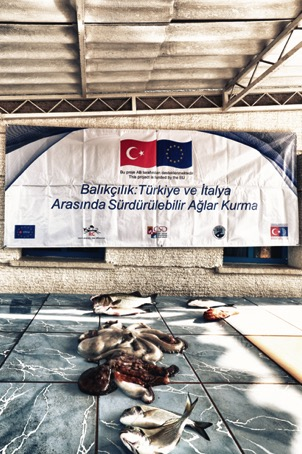 Bu proje AB tarafından desteklenmektedir
This project is funded by the EU
Balıkçılık: Türkiye ve İtalya
Arasında Sürdürülebilir Ağlar Kurma